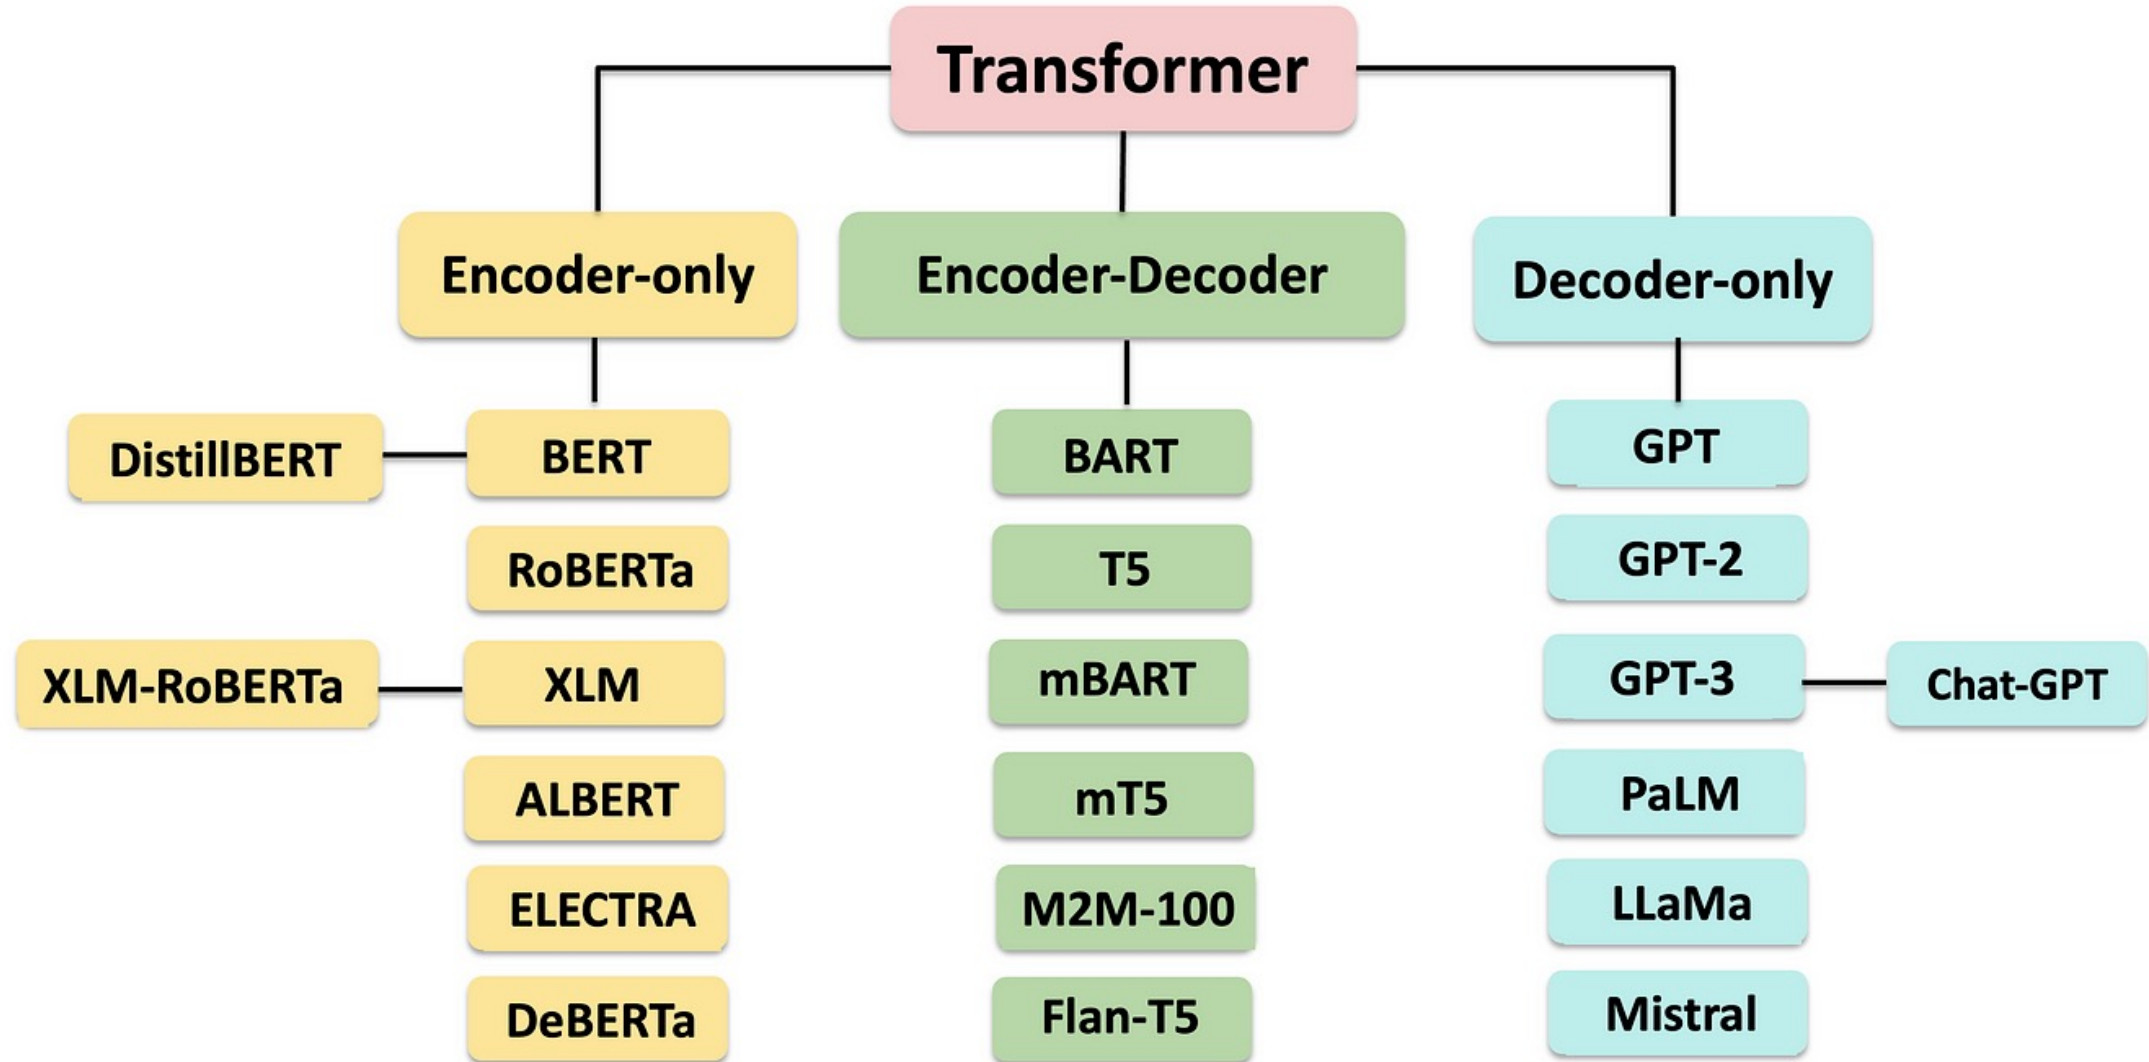 Transformer
Encoder-only
Encoder-Decoder
Decoder-only
DistillBERT
BERT
BART
GPT
RoBERTa
T5
GPT-2
XLM-RoBERTa
XLM
mBART
GPT-3
Chat-GPT
ALBERT
mT5
PaLM
ELECTRA
M2M-100
LLaMa
DeBERTa
Flan-T5
Mistral